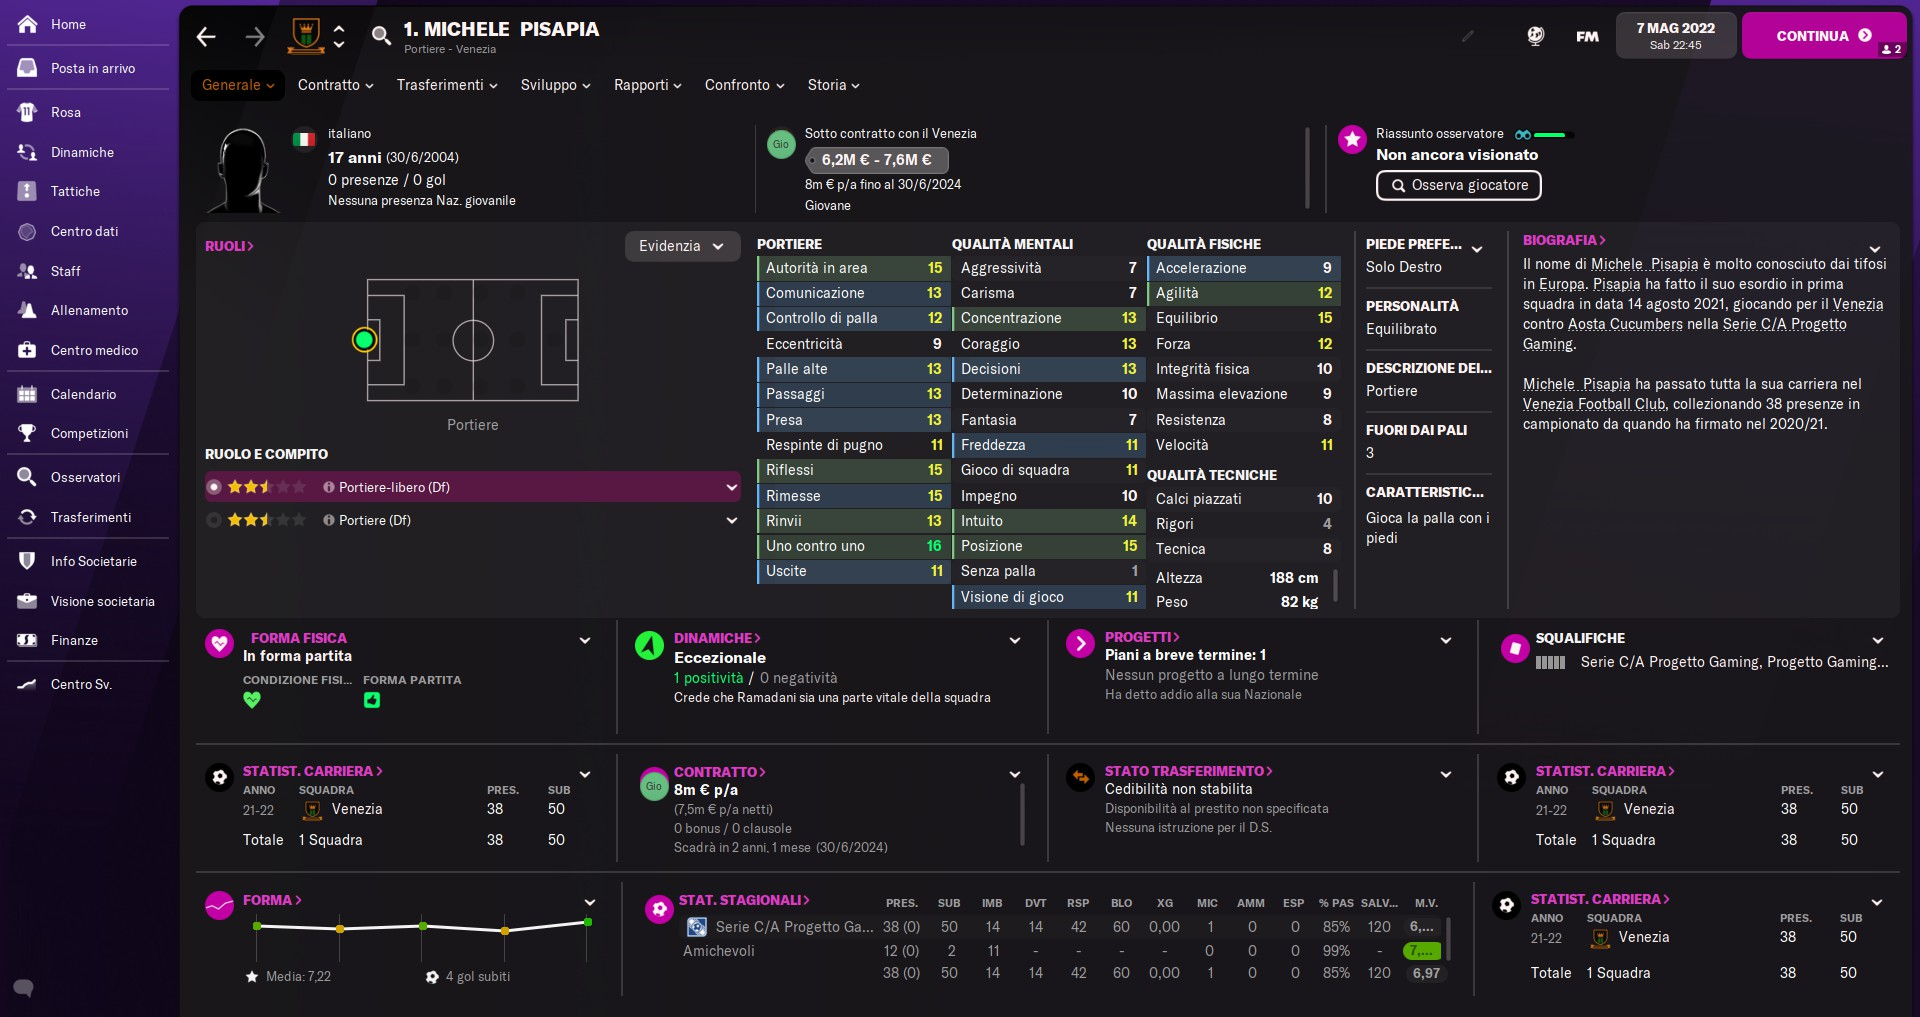 Home
Posta in arrivo
Rosa
Dinamiche
Tattiche
Centro dati
Staff
Allenamento
Centro medico
Calendario
Competizioni
Osservatori
Trasferimenti
Info Societarie
Visione societaria
Finanze
Centro Sv.
1. MICHELE PISAPIA
Portiere - Venezia
FM
7 MAG 2022
Sab 22:45
CONTINUA
2
Generale Contratto Trasferimenti Sviluppo Rapporti Confronto Storia
italiano
17 anni (30/6/2004)
0 presenze / 0 gol
Nessuna presenza Naz. giovanile
Gio
Sotto contratto con il Venezia
6,2M € - 7,6M €
8m € p/a fino al 30/6/2024
Giovane
Riassunto osservatore
Non ancora visionato
Osserva giocatore
RUOLI
Evidenzia
Portiere
RUOLO E COMPITO
Portiere-libero (Df)
Portiere (Df)
PORTIERE
Autorità in area 15
Comunicazione 13
Controllo di palla 12
Eccentricità 9
Palle alte 13
Passaggi 13
Presa 13
Respinte di pugno 11
Riflessi 15
Rimesse 15
Rinvii 13
Uno contro uno 16
Uscite 11
QUALITÀ MENTALI
Aggressività 7
Carisma 7
Concentrazione 13
Coraggio 13
Decisioni 13
Determinazione 10
Fantasia 7
Freddezza 11
Gioco di squadra 11
Impegno 10
Intuito 14
Posizione 15
Senza palla 1
Visione di gioco 11
QUALITÀ FISICHE
Accelerazione 9
Agilità 12
Equilibrio 15
Forza 12
Integrità fisica 10
Massima elevazione 9
Resistenza 8
Velocità 11
QUALITÀ TECNICHE
Calci piazzati 10
Rigori 4
Tecnica 8
Altezza 188 cm
Peso 82 kg
PIEDE PREFE...
Solo Destro
PERSONALITÀ
Equilibrato
DESCRIZIONE DEI...
Portiere
FUORI DAI PALI
3
CARATTERISTIC...
Gioca la palla con i
piedi
BIOGRAFIA
Il nome di Michele Pisapia è molto conosciuto dai tifosi
in Europa. Pisapia ha fatto il suo esordio in prima
squadra in data 14 agosto 2021, giocando per il Venezia
contro Aosta Cucumbers nella Serie C/A Progetto
Gaming.
Michele Pisapia ha passato tutta la sua carriera nel
Venezia Football Club, collezionando 38 presenze in
campionato da quando ha firmato nel 2020/21.
FORMA FISICA
In forma partita
CONDIZIONE FISI... FORMA PARTITA
DINAMICHE
Eccezionale
1 positività / 0 negatività
Crede che Ramadani sia una parte vitale della squadra
PROGETTI
Piani a breve termine: 1
Nessun progetto a lungo termine
Ha detto addio alla sua Nazionale
SQUALIFICHE
Serie C/A Progetto Gaming, Progetto Gaming...
STATIST. CARRIERA
ANNO SQUADRA PRES. SUB
21-22 Venezia 38 50
Totale 1 Squadra 38 50
Gio
CONTRATTO
8m € p/a
(7,5m € p/a netti)
0 bonus / 0 clausole
Scadrà in 2 anni, 1 mese (30/6/2024)
STATO TRASFERIMENTO
Cedibilità non stabilita
Disponibilità al prestito non specificata
Nessuna istruzione per il D.S.
STATIST. CARRIERA
ANNO SQUADRA PRES. SUB
21-22 Venezia 38 50
Totale 1 Squadra 38 50
FORMA
Media: 7,22 4 gol subiti
STAT. STAGIONALI PRES. SUB IMB DVT RSP BLO XG MIC AMM ESP % PAS SALV... M.V.
Serie C/A Progetto Ga... 38 (0) 50 14 14 42 60 0,00 1 0 0 85% 120 6,...
Amichevoli 12 (0) 2 11 - - - - 0 0 0 99% - 7,...
38 (0) 50 14 14 42 60 0,00 1 0 0 85% 120 6,97
STATIST. CARRIERA
ANNO SQUADRA PRES. SUB
21-22 Venezia 38 50
Totale 1 Squadra 38 50